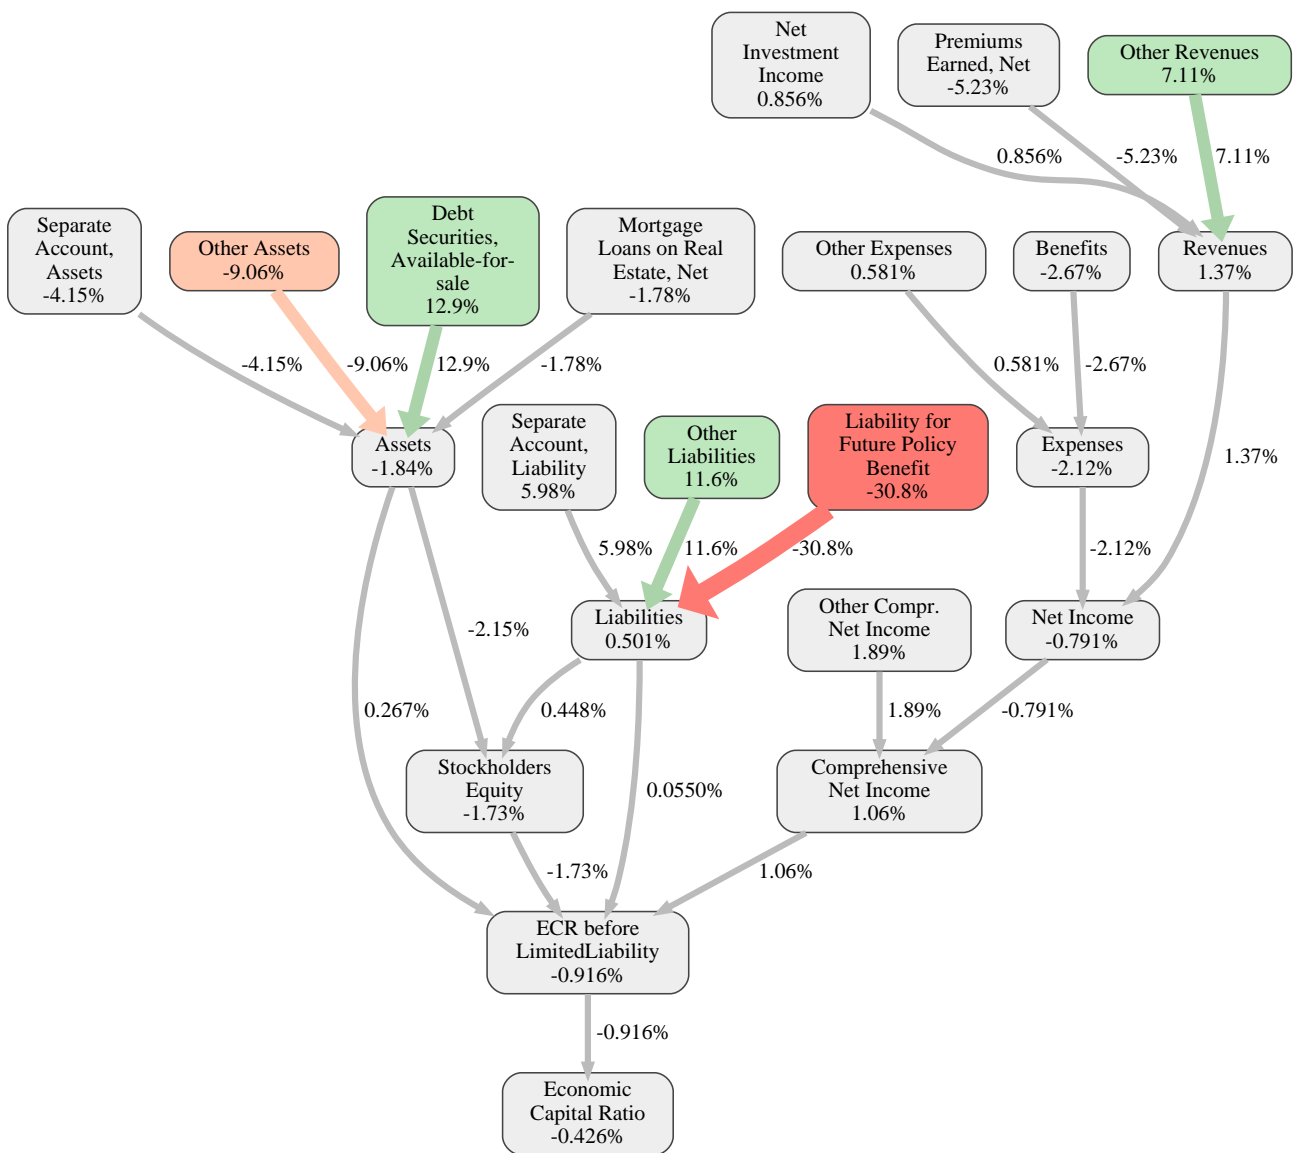 Net
Investment
Income
0.856%
Premiums
Earned, Net
-5.23%
Other Revenues
7.11%
0.856%
-5.23%
7.11%
Separate
Account,
Assets
-4.15%
Other Assets
-9.06%
Debt
Securities,
Available-for-
sale
12.9%
Mortgage
Loans on Real
Estate, Net
-1.78%
Other Expenses
0.581%
Benefits
-2.67%
Revenues
1.37%
-4.15%
-9.06%
12.9%
-1.78%
0.581%
-2.67%
1.37%
Assets
-1.84%
Separate
Account,
Liability
5.98%
Other
Liabilities
11.6%
Liability for
Future Policy
Benefit
-30.8%
Expenses
-2.12%
5.98%
11.6%
-30.8%
-2.12%
-2.15%
Liabilities
0.501%
Other Compr.
Net Income
1.89%
Net Income
-0.791%
0.267%
0.448%
0.0550%
1.89%
-0.791%
Stockholders
Equity
-1.73%
Comprehensive
Net Income
1.06%
-1.73%
1.06%
ECR before
LimitedLiability
-0.916%
-0.916%
Economic
Capital Ratio
-0.426%